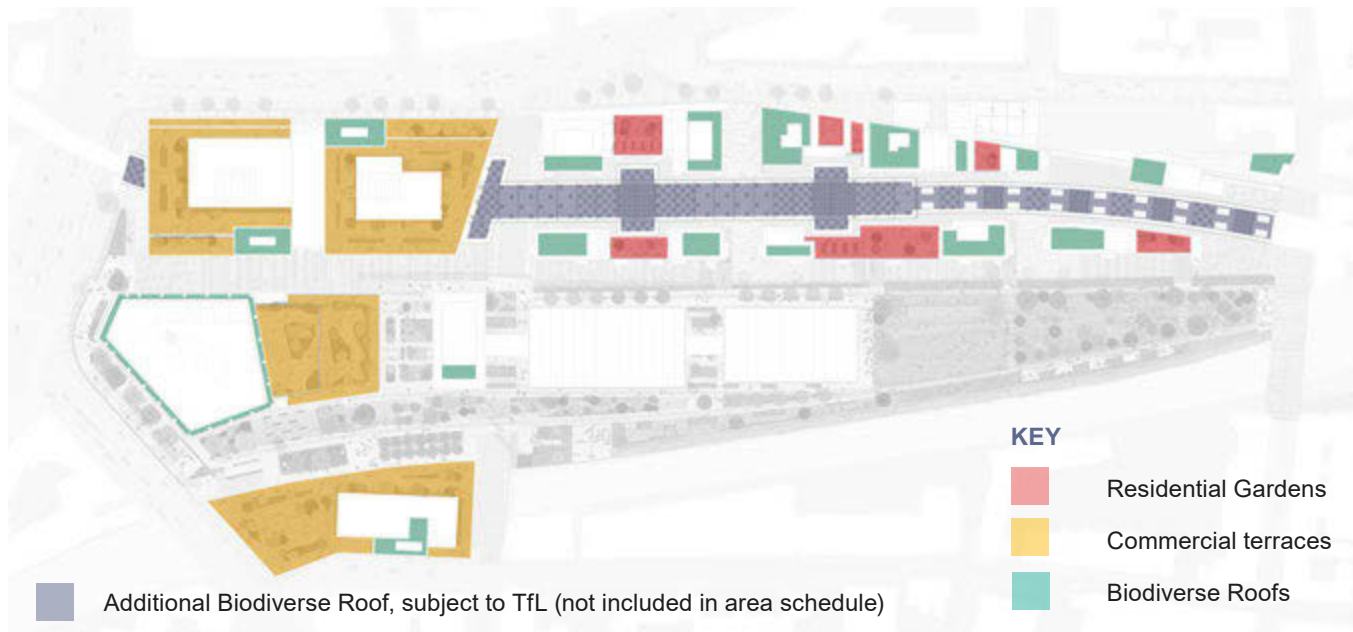 KEY
Residential Gardens
Commercial terraces
Biodiverse Roofs
Additional Biodiverse Roof, subject to TfL (not included in area schedule)